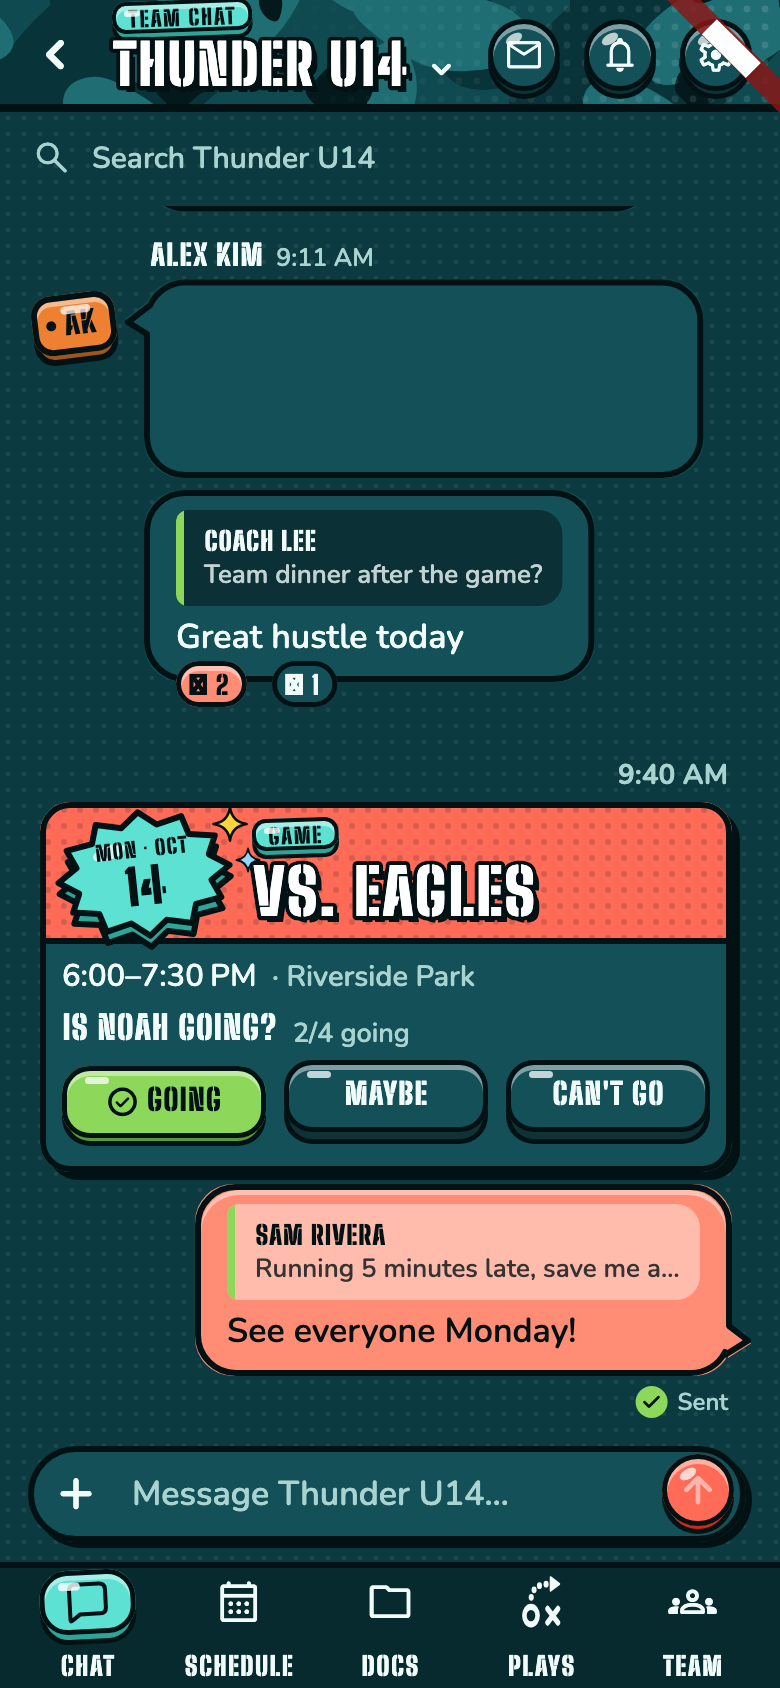 TEAM CHAT
THUNDER U14
Search Thunder U14
ALEX KIM 9:11 AM
AK
COACH LEE
Team dinner after the game?
Great hustle today
2 1
9:40 AM
MON · OCT
14
GAME
VS. EAGLES
6:00–7:30 PM · Riverside Park
IS NOAH GOING? 2/4 going
GOING MAYBE CAN'T GO
SAM RIVERA
Running 5 minutes late, save me a...
See everyone Monday!
Sent
Message Thunder U14...
CHAT SCHEDULE DOCS PLAYS TEAM